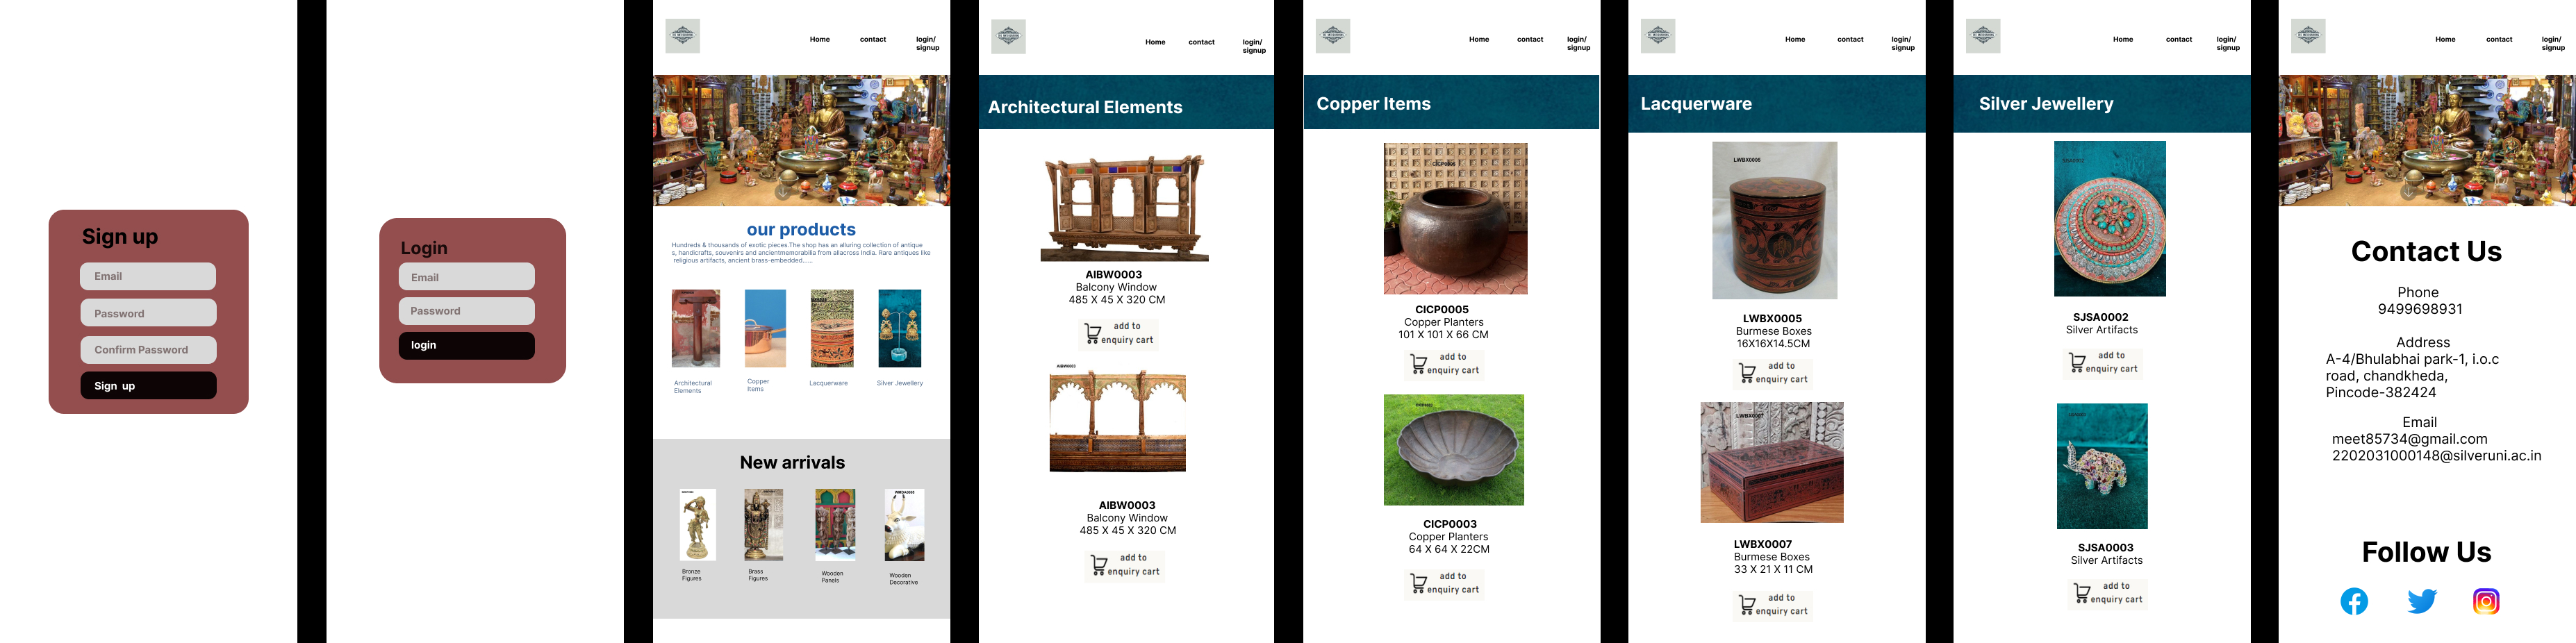 Sign up
Email
Password
Confirm Password
Sign up
Login
Email
Password
login
Home
contact
login/
signup
our products
Hundreds & thousands of exotic pieces.The shop has an alluring collection of antique
s, handicrafts, souvenirs and ancientmemorabilia from allacross India. Rare antiques like
religious artifacts, ancient brass-embedded.....
Architectural
Elements
Copper
Items
Lacquerware
Silver Jewellery
New arrivals
Bronze
Figures
Brass
Figures
Wooden
Panels
Wooden
Decorative
Home
contact
login/
signup
Architectural Elements
AIBW0003
Balcony Window
485 X 45 X 320 CM
add to
enquiry cart
AIBW0003
AIBW0003
Balcony Window
485 X 45 X 320 CM
add to
enquiry cart
Home
contact
login/
signup
Copper Items
CICP0005
CICP0005
Copper Planters
101 X 101 X 66 CM
add to
enquiry cart
CICP0003
Copper Planters
64 X 64 X 22CM
add to
enquiry cart
Home
contact
login/
signup
Lacquerware
LWBX0005
LWBX0005
Burmese Boxes
16X16X14.5CM
add to
enquiry cart
LWBX0007
LWBX0007
Burmese Boxes
33 X 21 X 11 CM
add to
enquiry cart
Home
contact
login/
signup
Silver Jewellery
SJSA0002
SJSA0002
Silver Artifacts
add to
enquiry cart
SJSA0003
Silver Artifacts
add to
enquiry cart
Home
contact
login/
signup
Contact Us
Phone
9499698931
Address
A-4/Bhulabhai park-1, i.o.c
road, chandkheda,
Pincode-382424
Email
meet85734@gmail.com
2202031000148@silveruni.ac.in
Follow Us